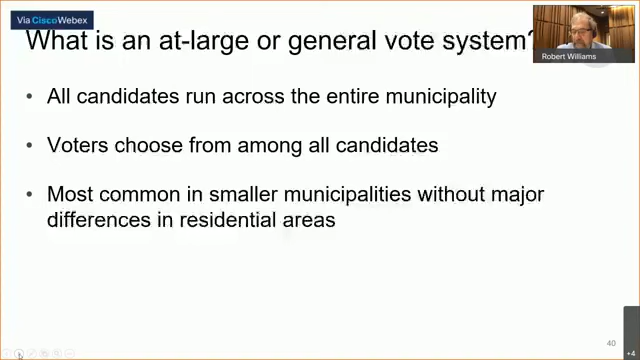 Via CiscoWebex
What is an at-large or general vote system?
Robert Williams
• All candidates run across the entire municipality
• Voters choose from among all candidates
• Most common in smaller municipalities without major
differences in residential areas
40
+4